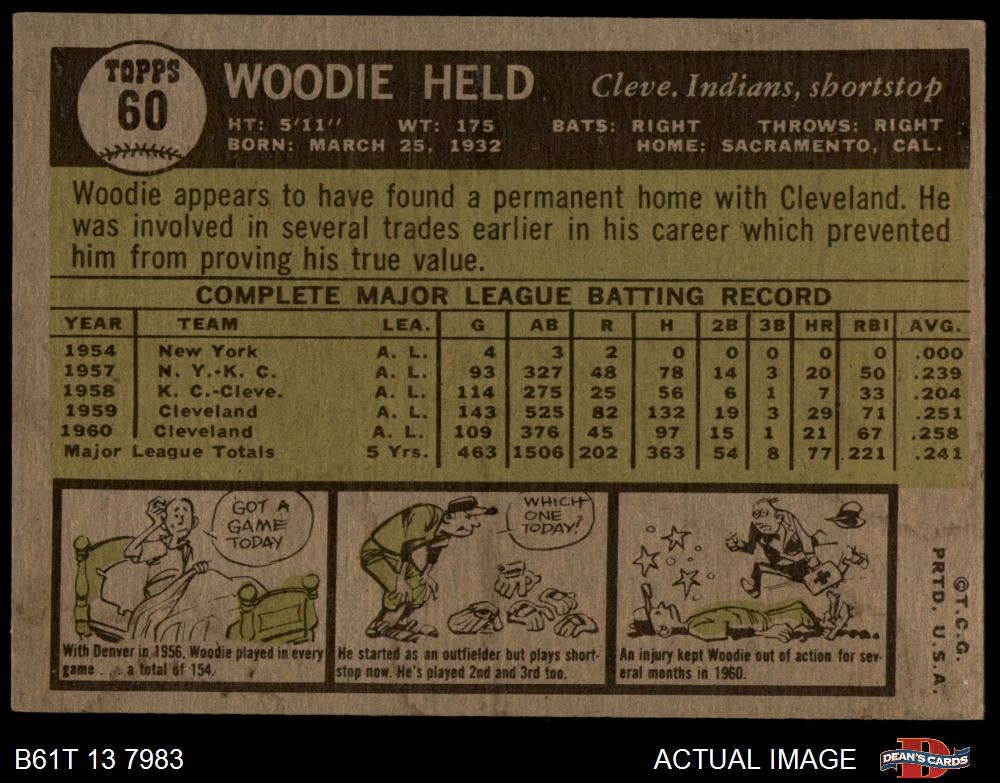 TOPPS
60
WOODIE HELD
Cleve. Indians, shortstop
HT: 5'11" WT: 175 BATS: RIGHT THROWS: RIGHT
BORN: MARCH 25, 1932 HOME: SACRAMENTO, CAL.
Woodie appears to have found a permanent home with Cleveland. He
was involved in several trades earlier in his career which prevented
him from proving his true value.
COMPLETE MAJOR LEAGUE BATTING RECORD
YEAR TEAM LEA. G AB R H 2B 3B HR RBI AVG.
1954 New York A. L. 4 3 2 0 0 0 0 0 .000
1957 N. Y.-K. C. A. L. 93 327 48 78 14 3 20 50 .239
1958 K. C.-Cleve. A. L. 114 275 25 56 6 1 7 33 .204
1959 Cleveland A. L. 143 525 82 132 19 3 29 71 .251
1960 Cleveland A. L. 109 376 45 97 15 1 21 67 .258
Major League Totals 5 Yrs. 463 1506 202 363 54 8 77 221 .241
GOT A
GAME
TODAY
With Denver in 1956, Woodie played in every
game . . . a total of 154.
WHICH
ONE
TODAY?
He started as an outfielder but plays short-
stop now. He's played 2nd and 3rd too.
An injury kept Woodie out of action for sev-
eral months in 1960.
©T.C.G.
PRTD. U.S.A.
B61T 13 7983
ACTUAL IMAGE
D
DEAN'S CARDS